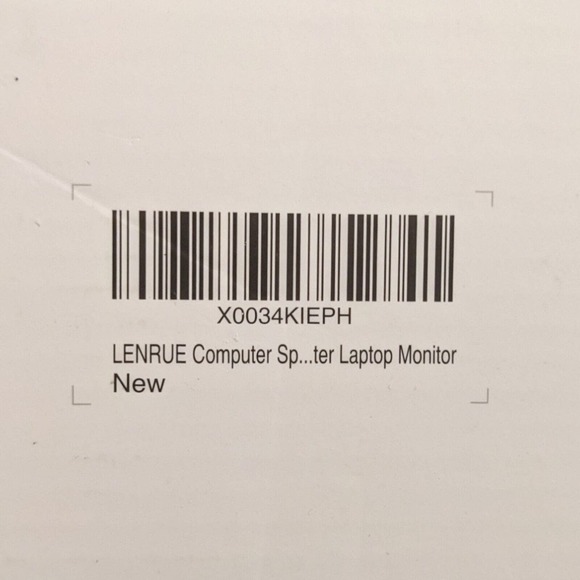 X0034KIEPH
LENRUE Computer Sp...ter Laptop Monitor
New